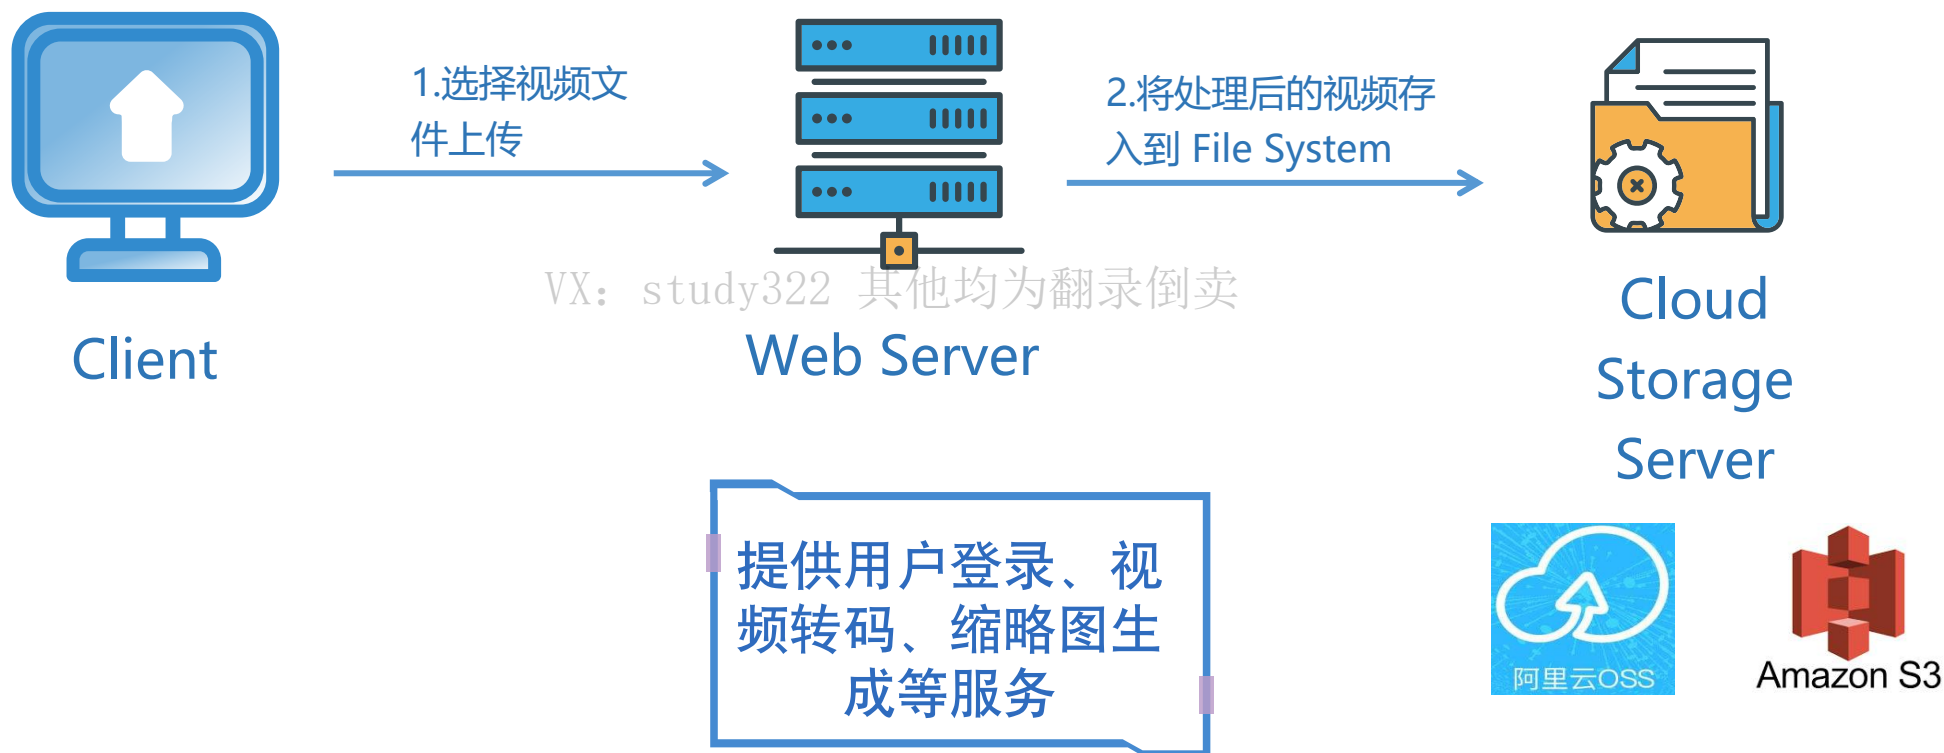 1.选择视频文
件上传
2.将处理后的视频存
入到 File System
VX: study322 其他均为翻录倒卖
Client
Web Server
Cloud
Storage
Server
提供用户登录、视
频转码、缩略图生
成等服务
阿里云OSS
Amazon S3